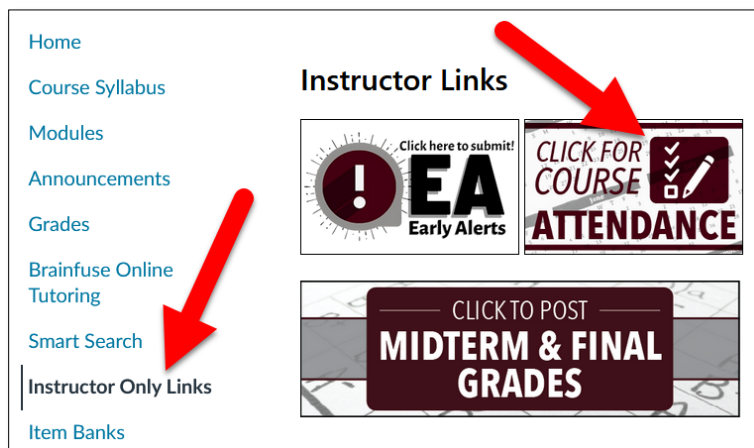 Home
Course Syllabus
Modules
Announcements
Grades
Brainfuse Online
Tutoring
Smart Search
Instructor Only Links
Item Banks
Instructor Links
Click here to submit!
! EA
Early Alerts
CLICK FOR
COURSE
ATTENDANCE
CLICK TO POST
MIDTERM & FINAL
GRADES